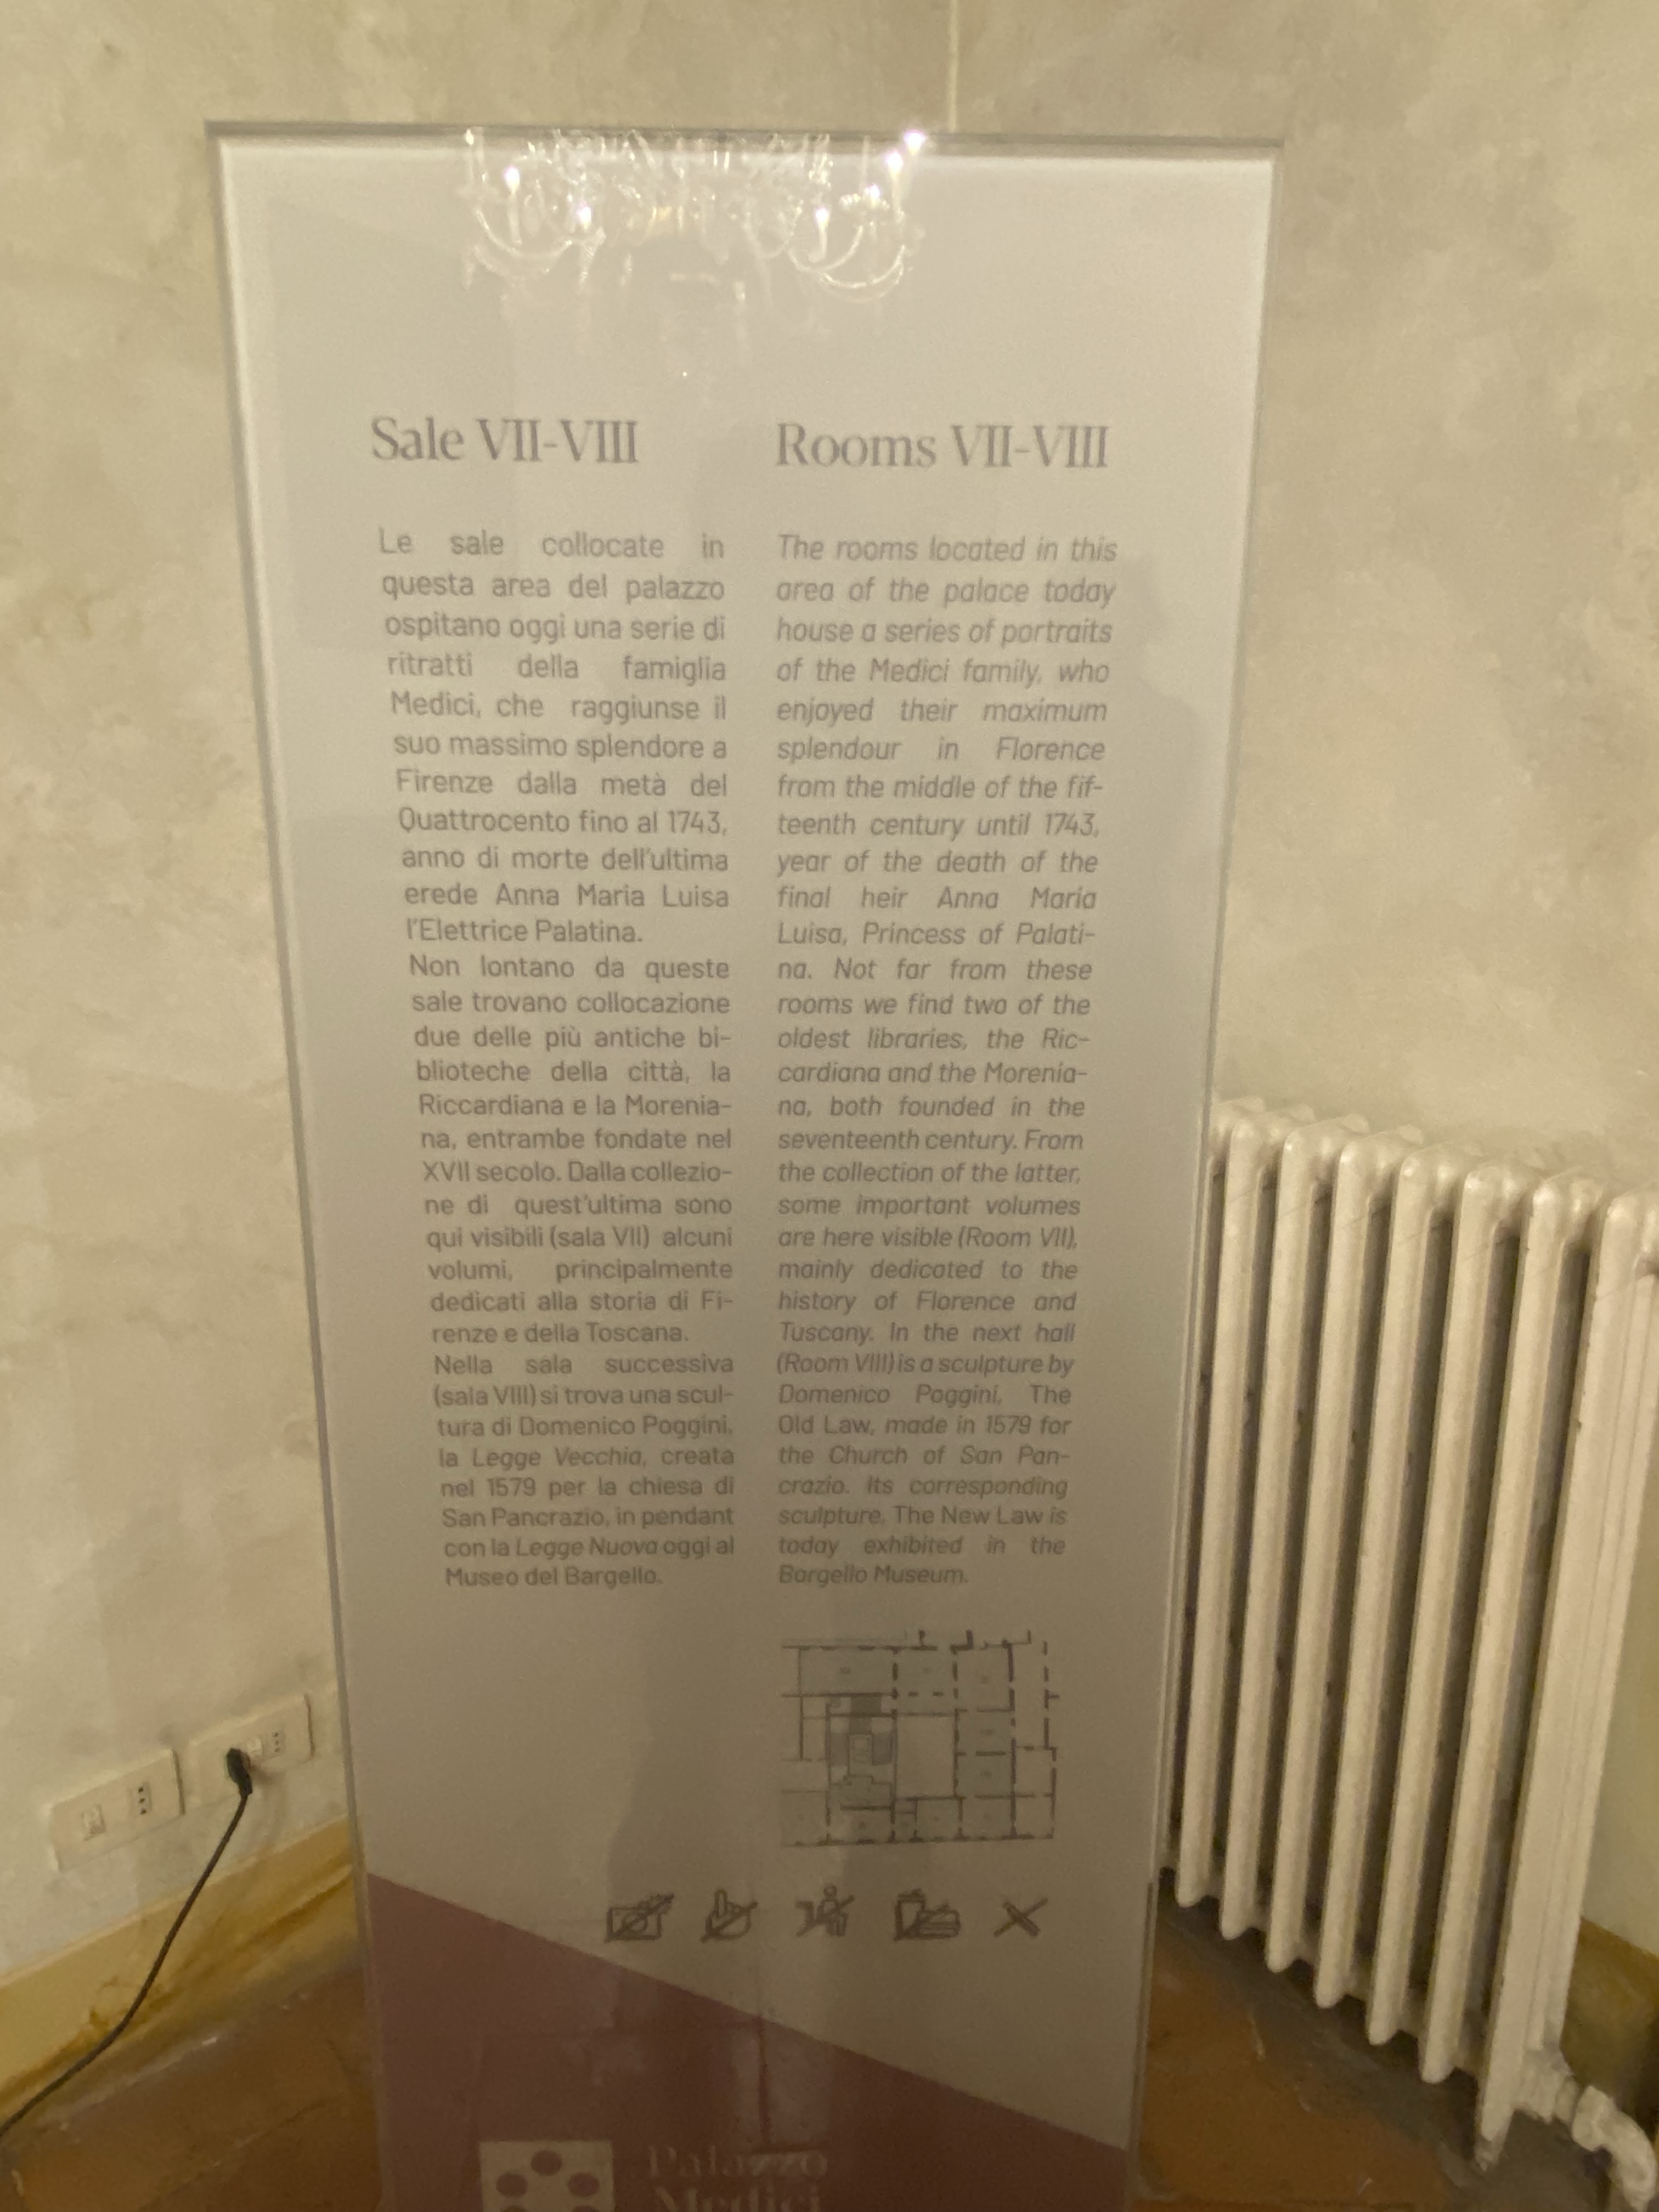 Sale VII-VIII
Le sale collocate in
questa area del palazzo
ospitano oggi una serie di
ritratti della famiglia
Medici, che raggiunse il
suo massimo splendore a
Firenze dalla metà del
Quattrocento fino al 1743,
anno di morte dell'ultima
erede Anna Maria Luisa
l'Elettrice Palatina.
Non lontano da queste
sale trovano collocazione
due delle più antiche bi-
blioteche della città, la
Riccardiana e la Morenia-
na, entrambe fondate nel
XVII secolo. Dalla collezio-
ne di quest'ultima sono
qui visibili (sala VII) alcuni
volumi, principalmente
dedicati alla storia di Fi-
renze e della Toscana.
Nella sala successiva
(sala VIII) si trova una scul-
tura di Domenico Poggini,
la Legge Vecchia, creata
nel 1579 per la chiesa di
San Pancrazio, in pendant
con la Legge Nuova oggi al
Museo del Bargello.
Rooms VII-VIII
The rooms located in this
area of the palace today
house a series of portraits
of the Medici family, who
enjoyed their maximum
splendour in Florence
from the middle of the fif-
teenth century until 1743,
year of the death of the
final heir Anna Maria
Luisa, Princess of Palati-
na. Not far from these
rooms we find two of the
oldest libraries, the Ric-
cardiana and the Morenia-
na, both founded in the
seventeenth century. From
the collection of the latter,
some important volumes
are here visible (Room VII),
mainly dedicated to the
history of Florence and
Tuscany. In the next hall
(Room VIII) is a sculpture by
Domenico Poggini, The
Old Law, made in 1579 for
the Church of San Pan-
crazio. Its corresponding
sculpture, The New Law is
today exhibited in the
Bargello Museum.
Palazzo
Medici